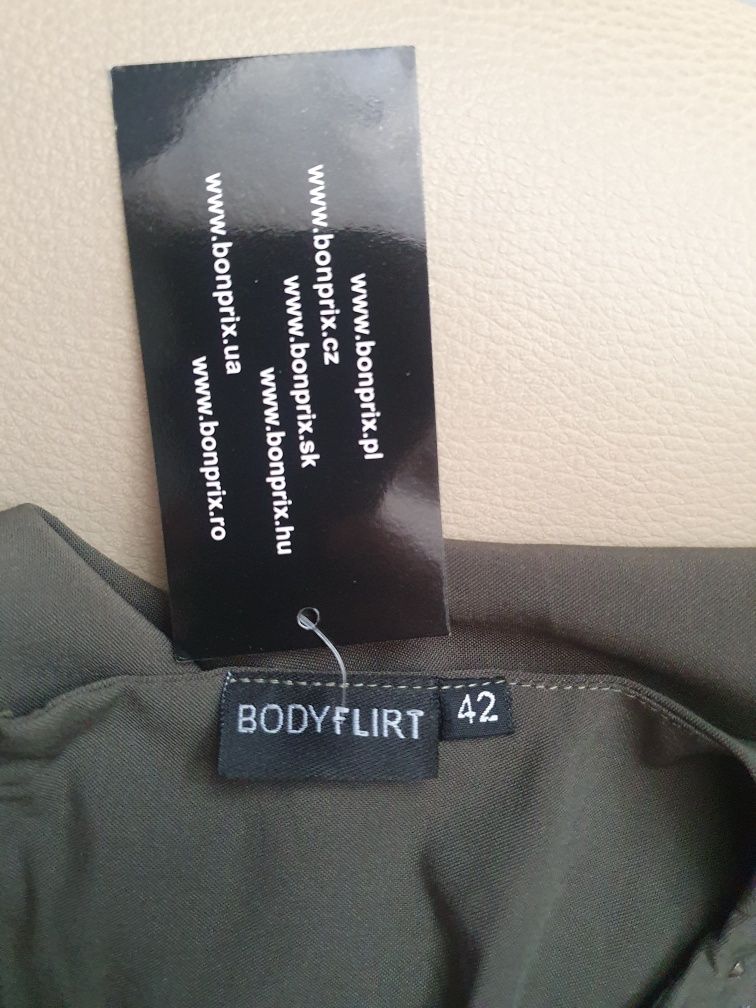 www.bonprix.pl
www.bonprix.cz
www.bonprix.sk
www.bonprix.hu
www.bonprix.ua
www.bonprix.ro
BODYFLIRT
42